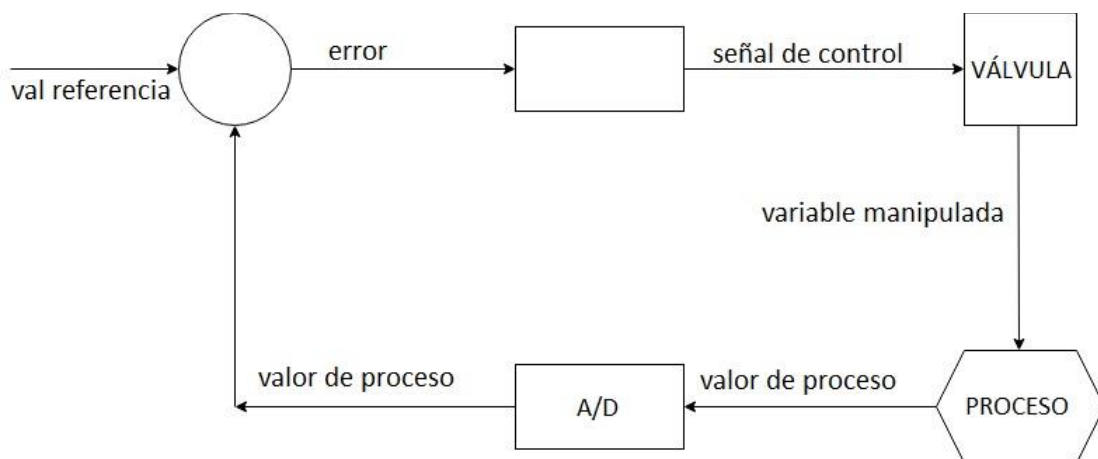 val referencia
error
señal de control
VÁLVULA
variable manipulada
PROCESO
valor de proceso
A/D
valor de proceso